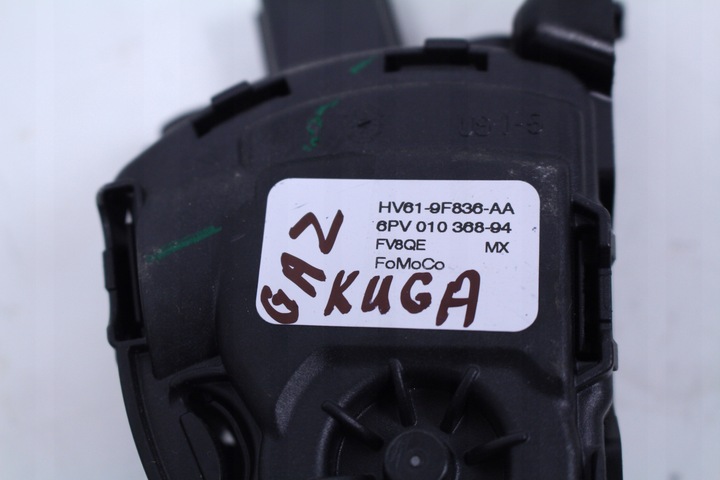 HV61-9F836-AA
6PV 010 368-94
FV8QE MX
FoMoCo
GAZ
KUGA